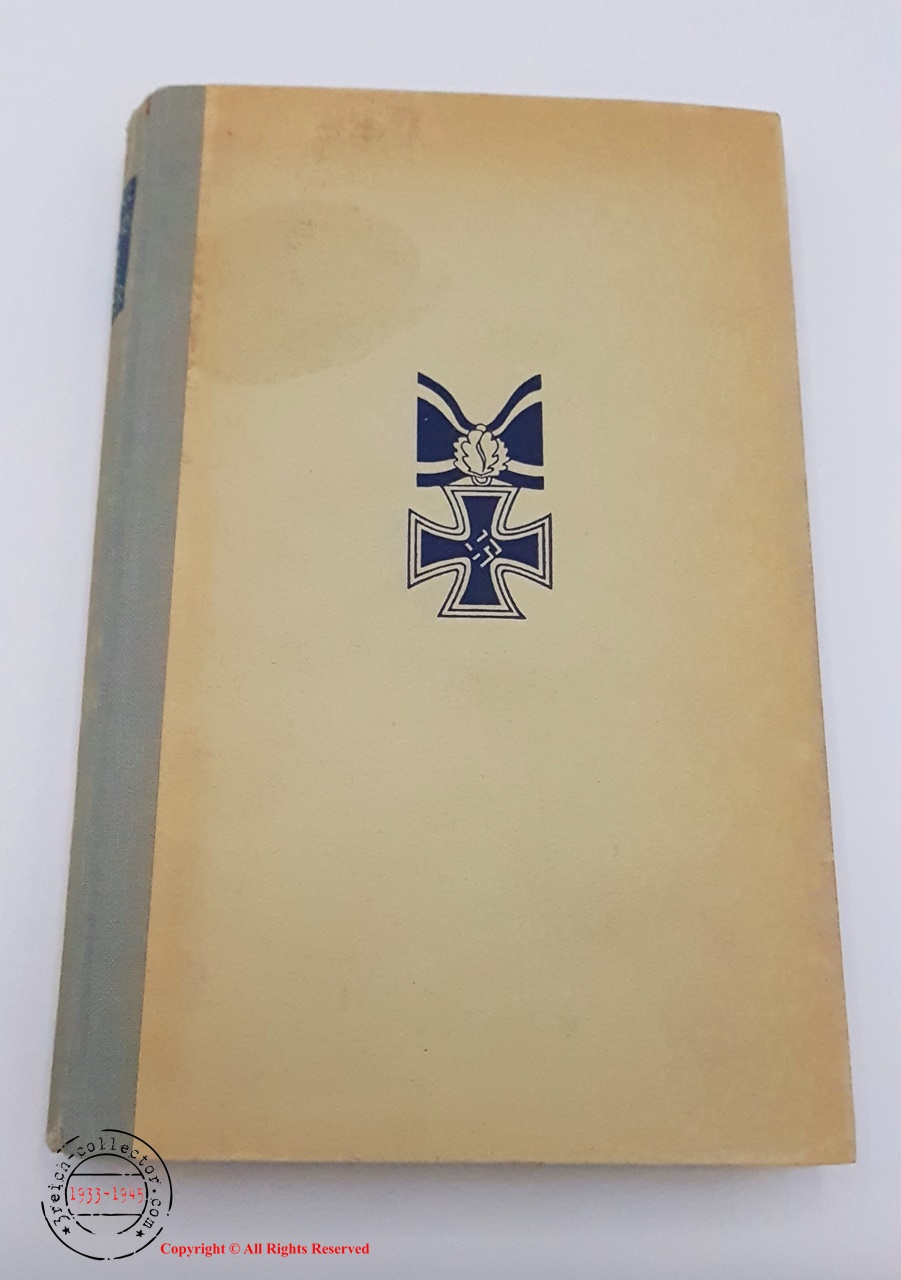 3reich-collector.com
1933-1945
Copyright © All Rights Reserved